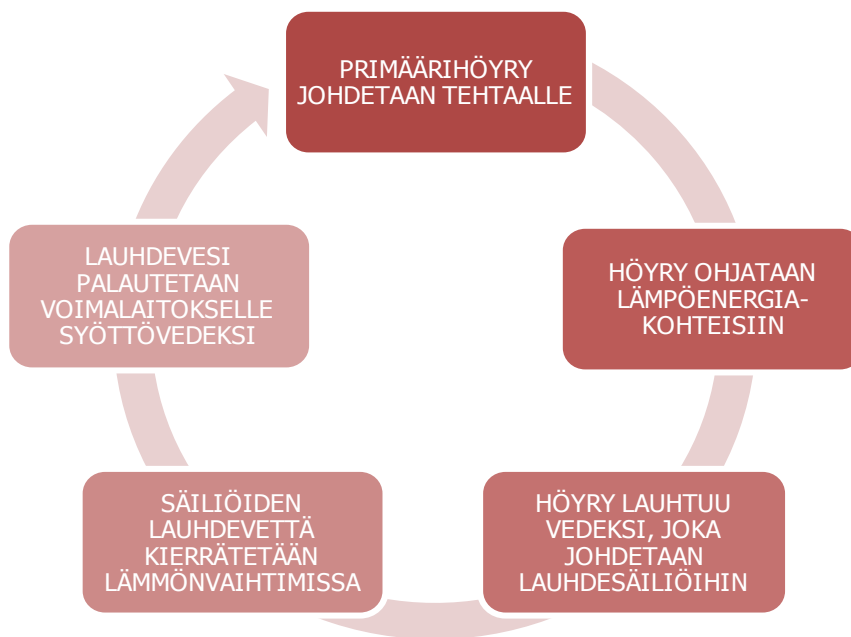 PRIMÄÄRIHÖYRY
JOHDETAAN TEHTAALLE
HÖYRY OHJATAAN
LÄMPÖENERGIA-
KOHTEISIIN
HÖYRY LAUHTUU
VEDEKSI, JOKA
JOHDETAAN
LAUHDESÄILIÖIHIN
SÄILIÖIDEN
LAUHDEVETTÄ
KIERRÄTETÄÄN
LÄMMÖNVAIHTIMISSA
LAUHDEVESI
PALAUTETAAN
VOIMALAITOKSELLE
SYÖTTÖVEDEKSI